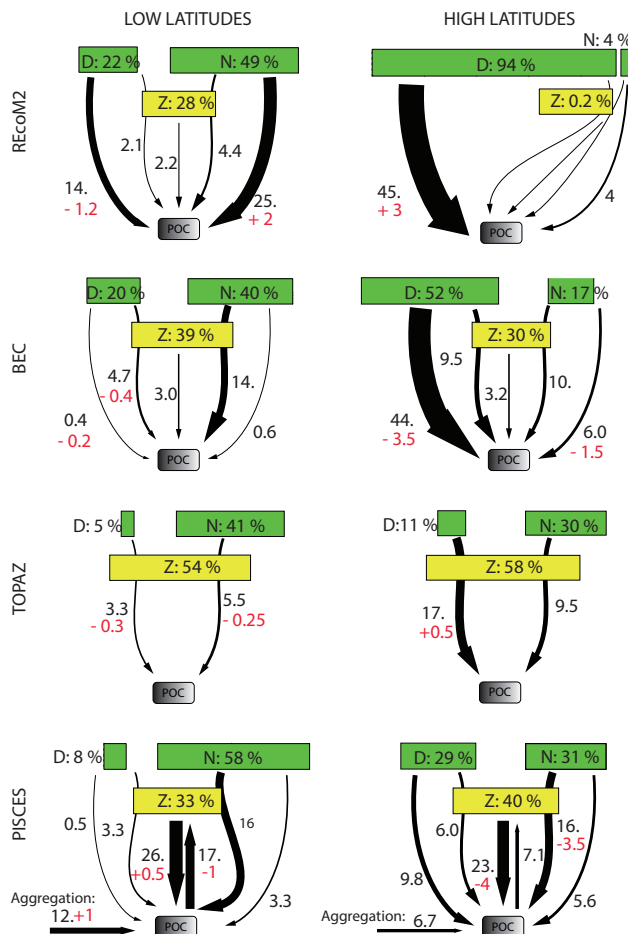 LOW LATITUDES
HIGH LATITUDES
REcoM2
D: 22 %
N: 49 %
Z: 28 %
2.1
2.2
4.4
14.
- 1.2
25.
+ 2
POC
N: 4 %
D: 94 %
Z: 0.2 %
45.
+ 3
4
POC
BEC
D: 20 %
N: 40 %
Z: 39 %
4.7
- 0.4
3.0
14.
0.4
- 0.2
0.6
POC
D: 52 %
N: 17 %
Z: 30 %
9.5
3.2
10.
44.
- 3.5
6.0
- 1.5
POC
TOPAZ
D: 5 %
N: 41 %
Z: 54 %
3.3
- 0.3
5.5
- 0.25
POC
D:11 %
N: 30 %
Z: 58 %
17.
+0.5
9.5
POC
PISCES
D: 8 %
N: 58 %
Z: 33 %
0.5
3.3
16
26.
+0.5
17.
-1
3.3
Aggregation:
12.+1
POC
D: 29 %
N: 31 %
Z: 40 %
6.0
16.
-3.5
23.
-4
7.1
9.8
5.6
Aggregation:
6.7
POC